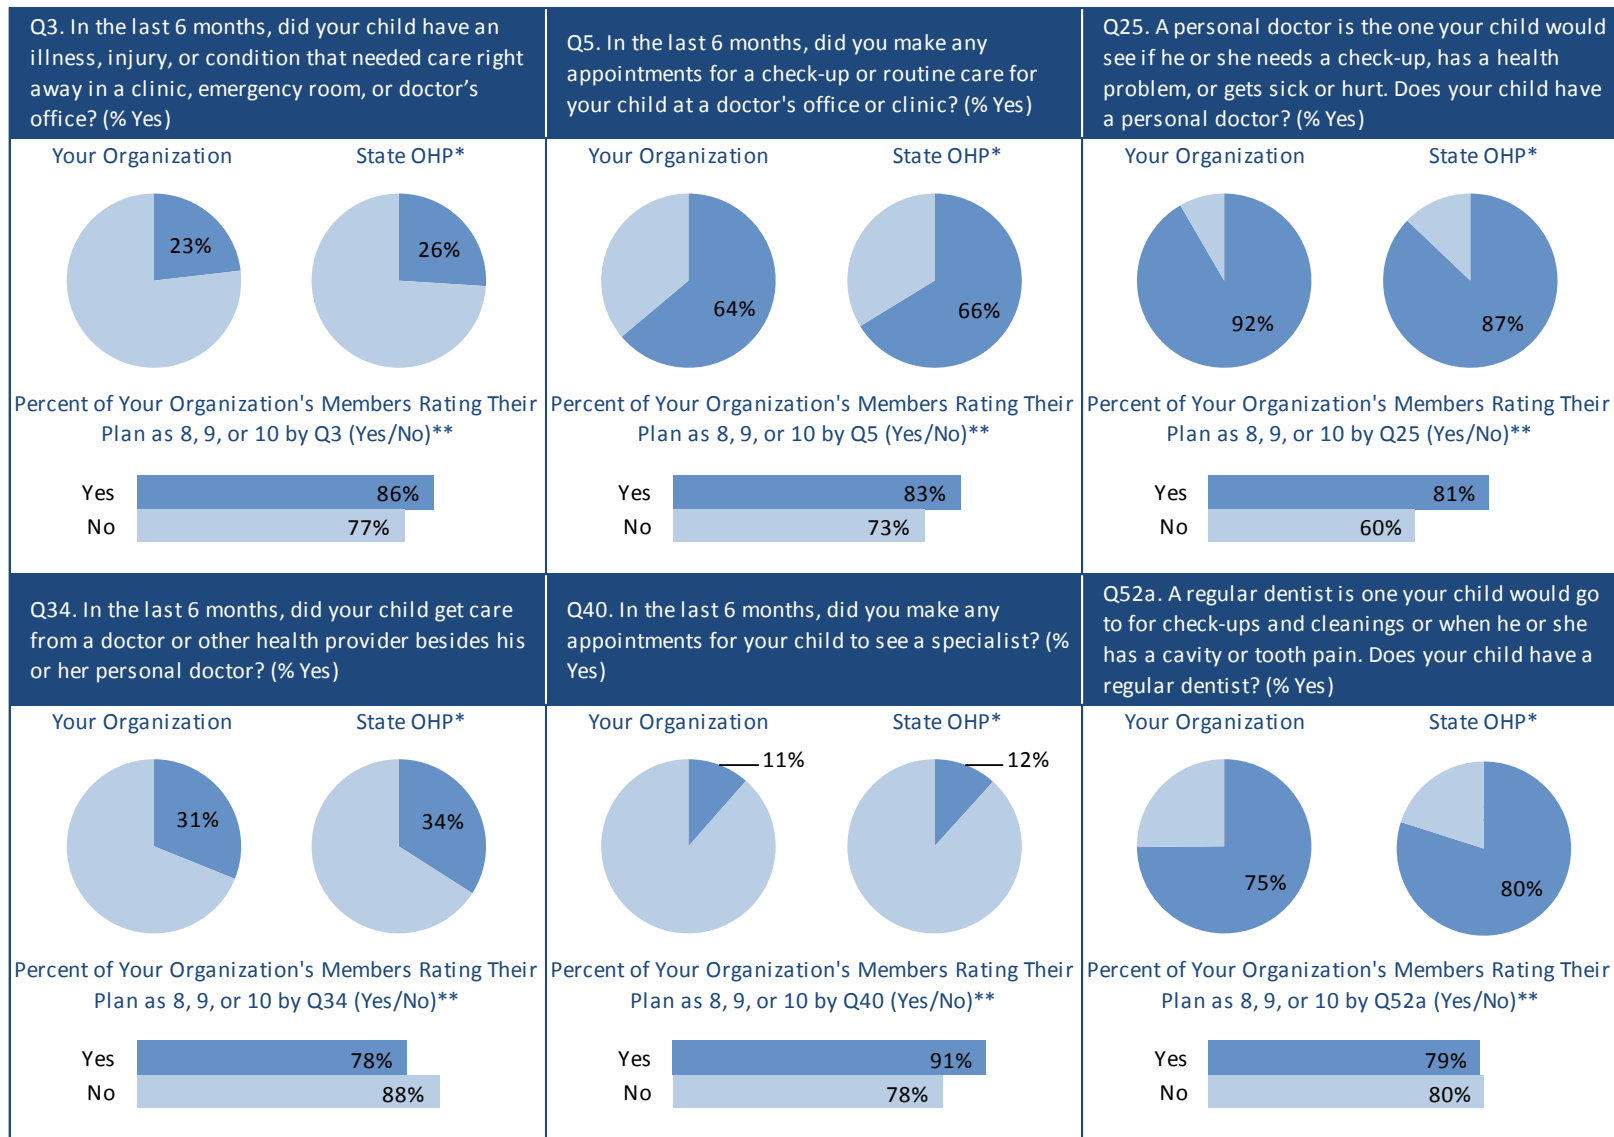 Q3. In the last 6 months, did your child have an
illness, injury, or condition that needed care right
away in a clinic, emergency room, or doctor's
office? (% Yes)
Q5. In the last 6 months, did you make any
appointments for a check-up or routine care for
your child at a doctor's office or clinic? (% Yes)
Q25. A personal doctor is the one your child would
see if he or she needs a check-up, has a health
problem, or gets sick or hurt. Does your child have
a personal doctor? (% Yes)
Your Organization
State OHP*
23%
26%
Percent of Your Organization's Members Rating Their
Plan as 8, 9, or 10 by Q3 (Yes/No)**
Yes 86%
No 77%
Your Organization
State OHP*
64%
66%
Percent of Your Organization's Members Rating Their
Plan as 8, 9, or 10 by Q5 (Yes/No)**
Yes 83%
No 73%
Your Organization
State OHP*
92%
87%
Percent of Your Organization's Members Rating Their
Plan as 8, 9, or 10 by Q25 (Yes/No)**
Yes 81%
No 60%
Q34. In the last 6 months, did your child get care
from a doctor or other health provider besides his
or her personal doctor? (% Yes)
Q40. In the last 6 months, did you make any
appointments for your child to see a specialist? (%
Yes)
Q52a. A regular dentist is one your child would go
to for check-ups and cleanings or when he or she
has a cavity or tooth pain. Does your child have a
regular dentist? (% Yes)
Your Organization
State OHP*
31%
34%
Percent of Your Organization's Members Rating Their
Plan as 8, 9, or 10 by Q34 (Yes/No)**
Yes 78%
No 88%
Your Organization
State OHP*
11%
12%
Percent of Your Organization's Members Rating Their
Plan as 8, 9, or 10 by Q40 (Yes/No)**
Yes 91%
No 78%
Your Organization
State OHP*
75%
80%
Percent of Your Organization's Members Rating Their
Plan as 8, 9, or 10 by Q52a (Yes/No)**
Yes 79%
No 80%